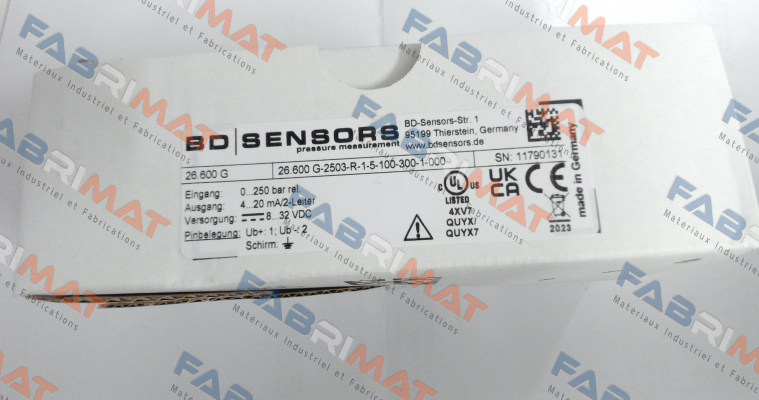 BD|SENSORS
pressure measurement
BD-Sensors-Str. 1
95199 Thierstein, Germany
www.bdsensors.de
26.600 G
26.600 G-2503-R-1-5-100-300-1-000
SN: 11790131
Eingang: 0...250 bar rel
Ausgang: 4...20 mA/2-Leiter
Versorgung: 8...32 VDC
Pinbelegung: Ub+: 1; Ub-: 2
Schirm:
C UL US
LISTED
4XV7
QUYX
QUYX7
UK
CA
CE
2023
made in Germany
FABRIMAT
Matériaux Industriel et Fabrications